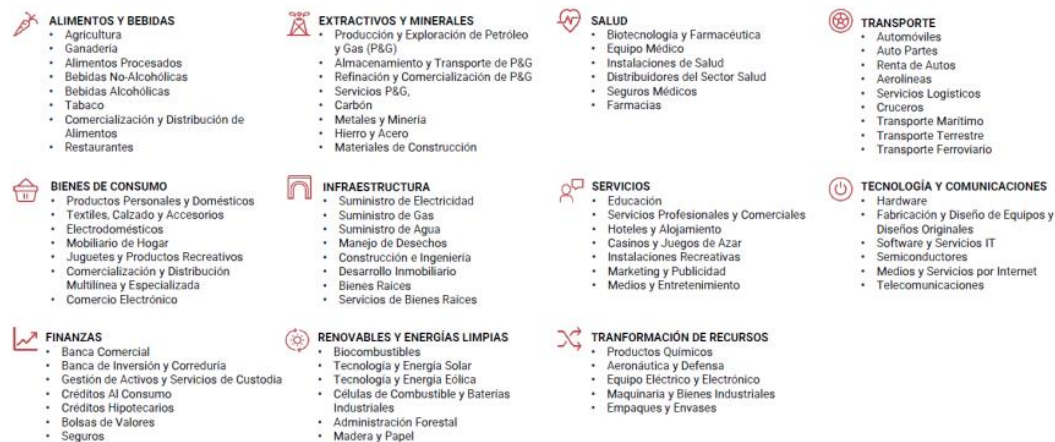 ALIMENTOS Y BEBIDAS
• Agricultura
• Ganadería
• Alimentos Procesados
• Bebidas No-Alcohólicas
• Bebidas Alcohólicas
• Tabaco
• Comercialización y Distribución de
Alimentos
• Restaurantes
EXTRACTIVOS Y MINERALES
• Producción y Exploración de Petróleo
y Gas (P&G)
• Almacenamiento y Transporte de P&G
• Refinación y Comercialización de P&G
• Servicios P&G,
• Carbón
• Metales y Minería
• Hierro y Acero
• Materiales de Construcción
SALUD
• Biotecnología y Farmacéutica
• Equipo Médico
• Instalaciones de Salud
• Distribuidores del Sector Salud
• Seguros Médicos
• Farmacias
TRANSPORTE
• Automóviles
• Auto Partes
• Renta de Autos
• Aerolíneas
• Servicios Logísticos
• Cruceros
• Transporte Marítimo
• Transporte Terrestre
• Transporte Ferroviario
BIENES DE CONSUMO
• Productos Personales y Domésticos
• Textiles, Calzado y Accesorios
• Electrodomésticos
• Mobiliario de Hogar
• Juguetes y Productos Recreativos
• Comercialización y Distribución
Multilínea y Especializada
• Comercio Electrónico
INFRAESTRUCTURA
• Suministro de Electricidad
• Suministro de Gas
• Suministro de Agua
• Manejo de Desechos
• Construcción e Ingeniería
• Desarrollo Inmobiliario
• Bienes Raíces
• Servicios de Bienes Raíces
SERVICIOS
• Educación
• Servicios Profesionales y Comerciales
• Hoteles y Alojamiento
• Casinos y Juegos de Azar
• Instalaciones Recreativas
• Marketing y Publicidad
• Medios y Entretenimiento
TECNOLOGÍA Y COMUNICACIONES
• Hardware
• Fabricación y Diseño de Equipos y
Diseños Originales
• Software y Servicios IT
• Semiconductores
• Medios y Servicios por Internet
• Telecomunicaciones
FINANZAS
• Banca Comercial
• Banca de Inversión y Correduría
• Gestión de Activos y Servicios de Custodia
• Créditos Al Consumo
• Créditos Hipotecarios
• Bolsas de Valores
• Seguros
RENOVABLES Y ENERGÍAS LIMPIAS
• Biocombustibles
• Tecnología y Energía Solar
• Tecnología y Energía Eólica
• Células de Combustible y Baterías
Industriales
• Administración Forestal
• Madera y Papel
TRANFORMACIÓN DE RECURSOS
• Productos Químicos
• Aeronáutica y Defensa
• Equipo Eléctrico y Electrónico
• Maquinaria y Bienes Industriales
• Empaques y Envases